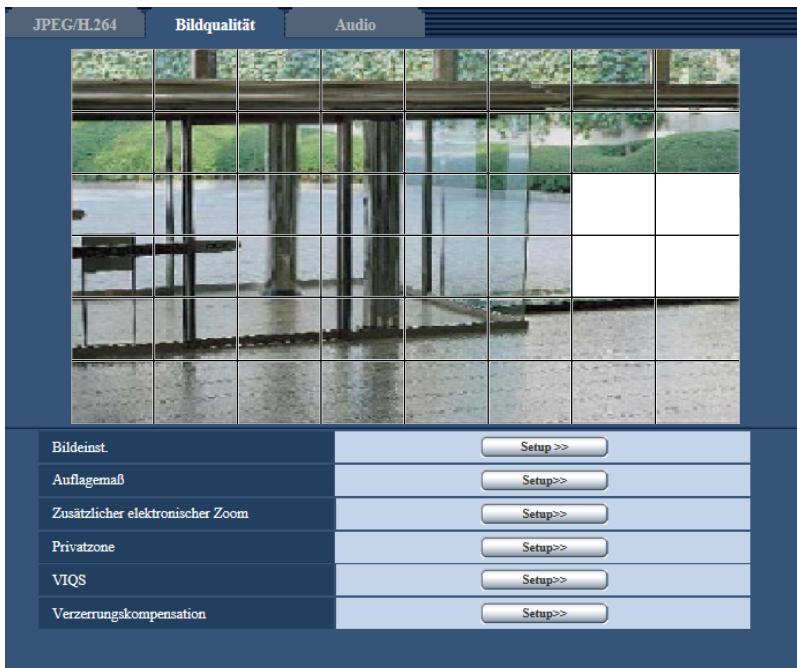 JPEG/H.264 Bildqualität Audio
Bildeinst. Setup >>
Auflagemaß Setup>>
Zusätzlicher elektronischer Zoom Setup>>
Privatzone Setup>>
VIQS Setup>>
Verzerrungskompensation Setup>>